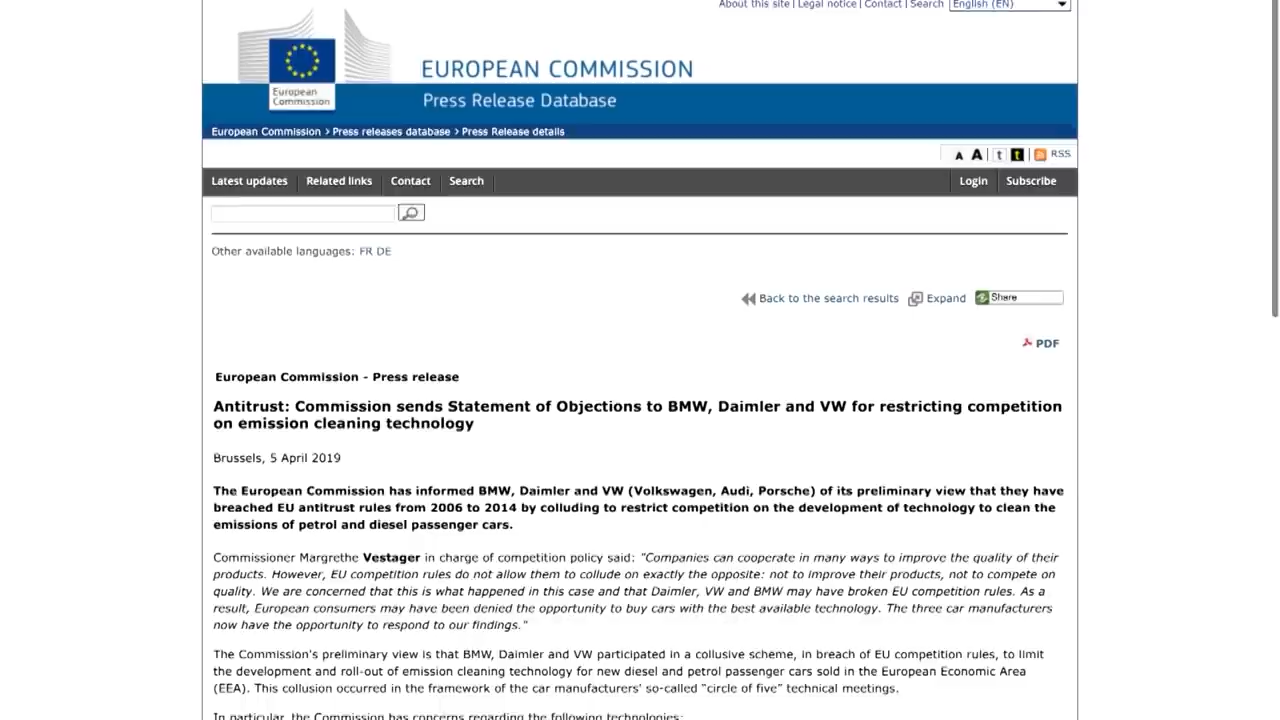 About this site | Legal notice | Contact | Search English (EN)
European
Commission
EUROPEAN COMMISSION
Press Release Database
European Commission > Press releases database > Press Release details
A A t t RSS
Latest updates Related links Contact Search Login Subscribe
Other available languages: FR DE
Back to the search results Expand Share
PDF
European Commission - Press release
Antitrust: Commission sends Statement of Objections to BMW, Daimler and VW for restricting competition
on emission cleaning technology
Brussels, 5 April 2019
The European Commission has informed BMW, Daimler and VW (Volkswagen, Audi, Porsche) of its preliminary view that they have
breached EU antitrust rules from 2006 to 2014 by colluding to restrict competition on the development of technology to clean the
emissions of petrol and diesel passenger cars.
Commissioner Margrethe Vestager in charge of competition policy said: "Companies can cooperate in many ways to improve the quality of their
products. However, EU competition rules do not allow them to collude on exactly the opposite: not to improve their products, not to compete on
quality. We are concerned that this is what happened in this case and that Daimler, VW and BMW may have broken EU competition rules. As a
result, European consumers may have been denied the opportunity to buy cars with the best available technology. The three car manufacturers
now have the opportunity to respond to our findings."
The Commission's preliminary view is that BMW, Daimler and VW participated in a collusive scheme, in breach of EU competition rules, to limit
the development and roll-out of emission cleaning technology for new diesel and petrol passenger cars sold in the European Economic Area
(EEA). This collusion occurred in the framework of the car manufacturers' so-called "circle of five" technical meetings.
In particular, the Commission has concerns regarding the following technologies: